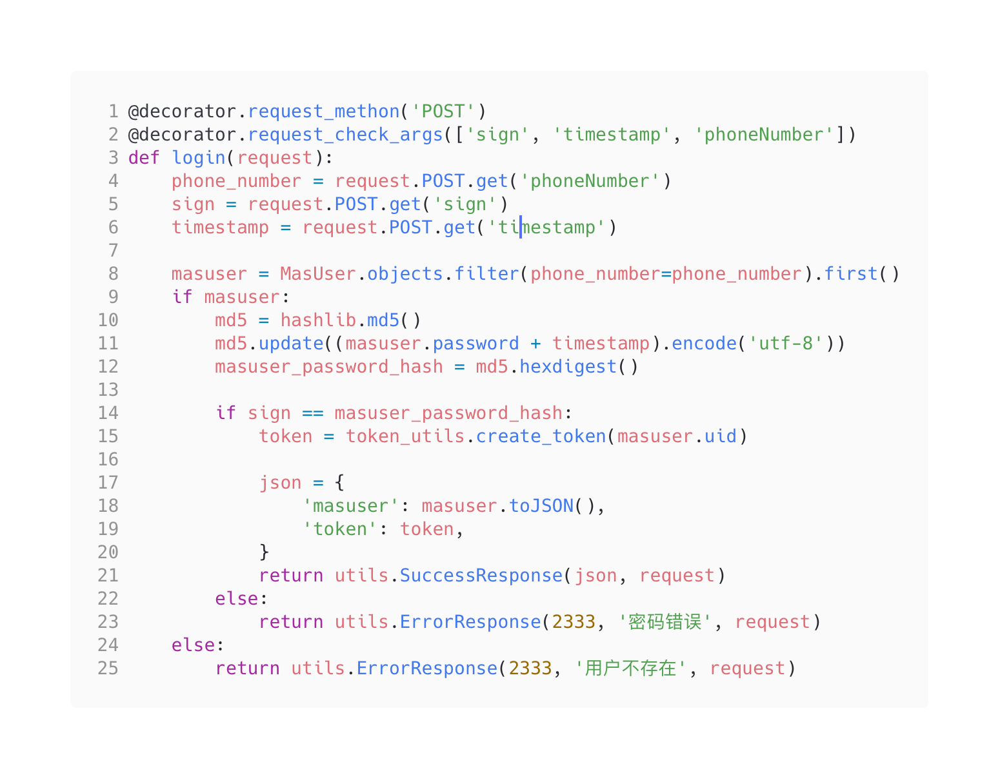 1 @decorator.request_methon('POST')
2 @decorator.request_check_args(['sign', 'timestamp', 'phoneNumber'])
3 def login(request):
4     phone_number = request.POST.get('phoneNumber')
5     sign = request.POST.get('sign')
6     timestamp = request.POST.get('timestamp')
7
8     masuser = MasUser.objects.filter(phone_number=phone_number).first()
9     if masuser:
10         md5 = hashlib.md5()
11         md5.update((masuser.password + timestamp).encode('utf-8'))
12         masuser_password_hash = md5.hexdigest()
13
14         if sign == masuser_password_hash:
15             token = token_utils.create_token(masuser.uid)
16
17             json = {
18                 'masuser': masuser.toJSON(),
19                 'token': token,
20             }
21             return utils.SuccessResponse(json, request)
22         else:
23             return utils.ErrorResponse(2333, '密码错误', request)
24     else:
25         return utils.ErrorResponse(2333, '用户不存在', request)